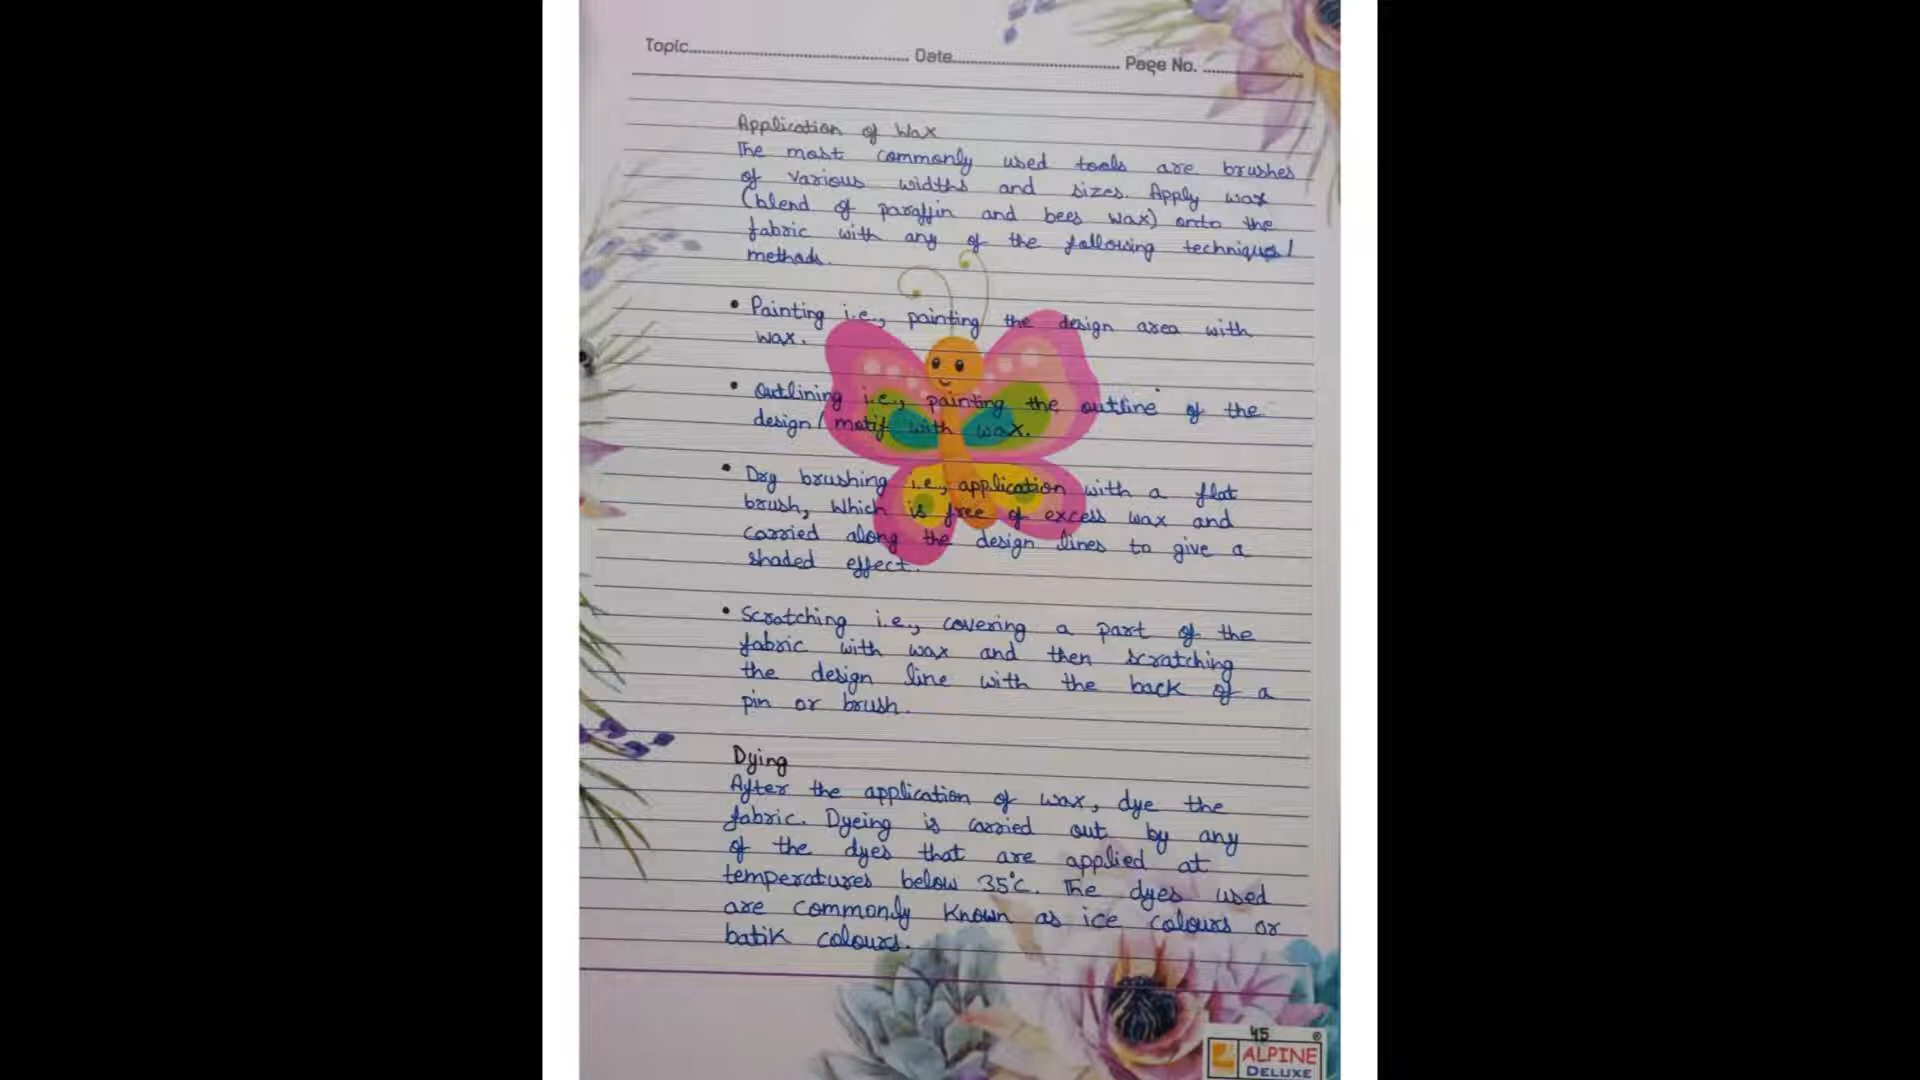 Topic.............................. Date.............................. Page No. ..................
Application of Wax
The most commonly used tools are brushes
of various widths and sizes. Apply wax
(blend of paraffin and bees wax) onto the
fabric with any of the following techniques/
methods.
• Painting i.e., painting the design area with
wax.
• Outlining i.e., painting the outline of the
design/motif with wax.
• Dry brushing i.e., application with a flat
brush, Which is free of excess wax and
carried along the design lines to give a
shaded effect.
• Scratching i.e., covering a part of the
fabric with wax and then scratching
the design line with the back of a
pin or brush.
Dying
After the application of wax, dye the
fabric. Dyeing is carried out by any
of the dyes that are applied at
temperatures below 35°C. The dyes used
are commonly known as ice colours or
batik colours.
45
ALPINE®
DELUXE